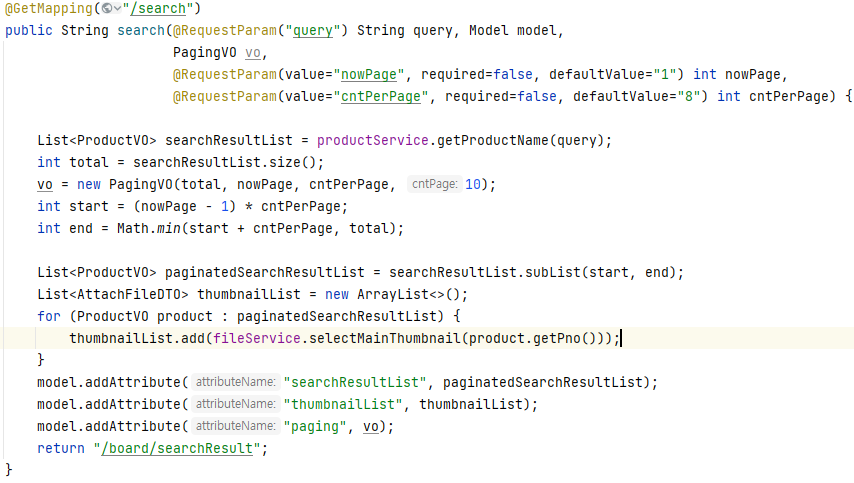 @GetMapping("/search")
public String search(@RequestParam("query") String query, Model model,
PagingVO vo,
@RequestParam(value="nowPage", required=false, defaultValue="1") int nowPage,
@RequestParam(value="cntPerPage", required=false, defaultValue="8") int cntPerPage) {
List<ProductVO> searchResultList = productService.getProductName(query);
int total = searchResultList.size();
vo = new PagingVO(total, nowPage, cntPerPage, cntPage: 10);
int start = (nowPage - 1) * cntPerPage;
int end = Math.min(start + cntPerPage, total);
List<ProductVO> paginatedSearchResultList = searchResultList.subList(start, end);
List<AttachFileDTO> thumbnailList = new ArrayList<>();
for (ProductVO product : paginatedSearchResultList) {
thumbnailList.add(fileService.selectMainThumbnail(product.getPno()));
}
model.addAttribute( attributeName: "searchResultList", paginatedSearchResultList);
model.addAttribute( attributeName: "thumbnailList", thumbnailList);
model.addAttribute( attributeName: "paging", vo);
return "/board/searchResult";
}